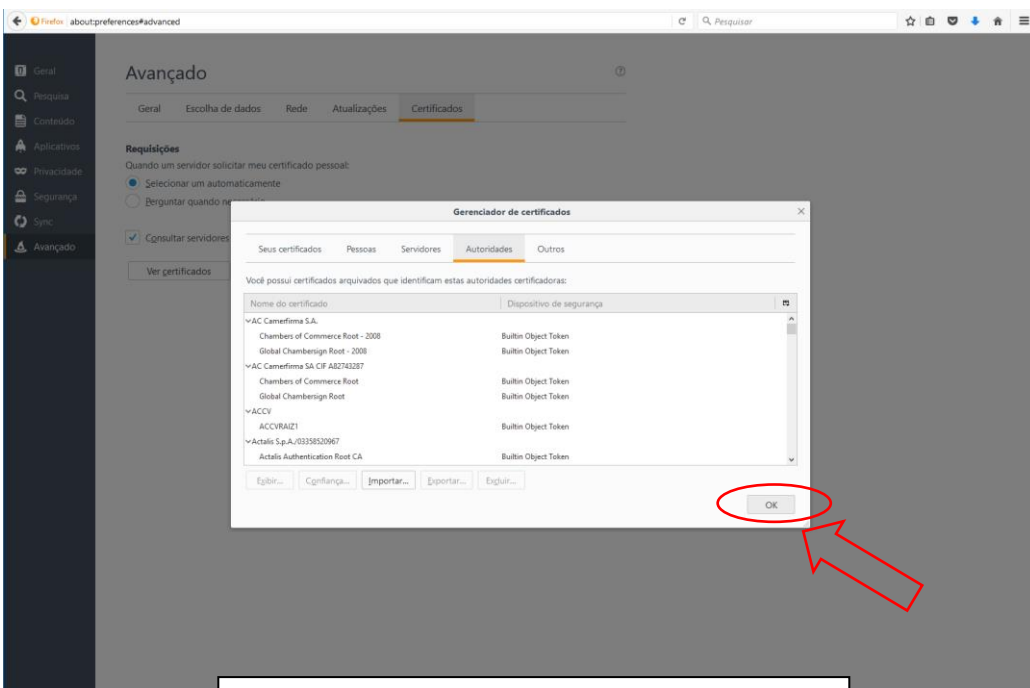 Firefox about:preferences#advanced
Pesquisar
Geral
Pesquisa
Conteúdo
Aplicativos
Privacidade
Segurança
Sync
Avançado
Avançado
Geral Escolha de dados Rede Atualizações Certificados
Requisições
Quando um servidor solicitar meu certificado pessoal:
Selecionar um automaticamente
Perguntar quando
Consultar servidores
Ver certificados
Gerenciador de certificados
Seus certificados Pessoas Servidores Autoridades Outros
Você possui certificados arquivados que identificam estas autoridades certificadoras:
Nome do certificado Dispositivo de segurança
AC Camerfirma S.A.
Chambers of Commerce Root - 2008 Builtin Object Token
Global Chambersign Root - 2008 Builtin Object Token
AC Camerfirma SA CIF A82743287
Chambers of Commerce Root Builtin Object Token
Global Chambersign Root Builtin Object Token
ACCV
ACCVRAIZ1 Builtin Object Token
Actalis S.p.A./03358520967
Actalis Authentication Root CA Builtin Object Token
Exibir... Confiança... Importar... Exportar... Excluir...
OK